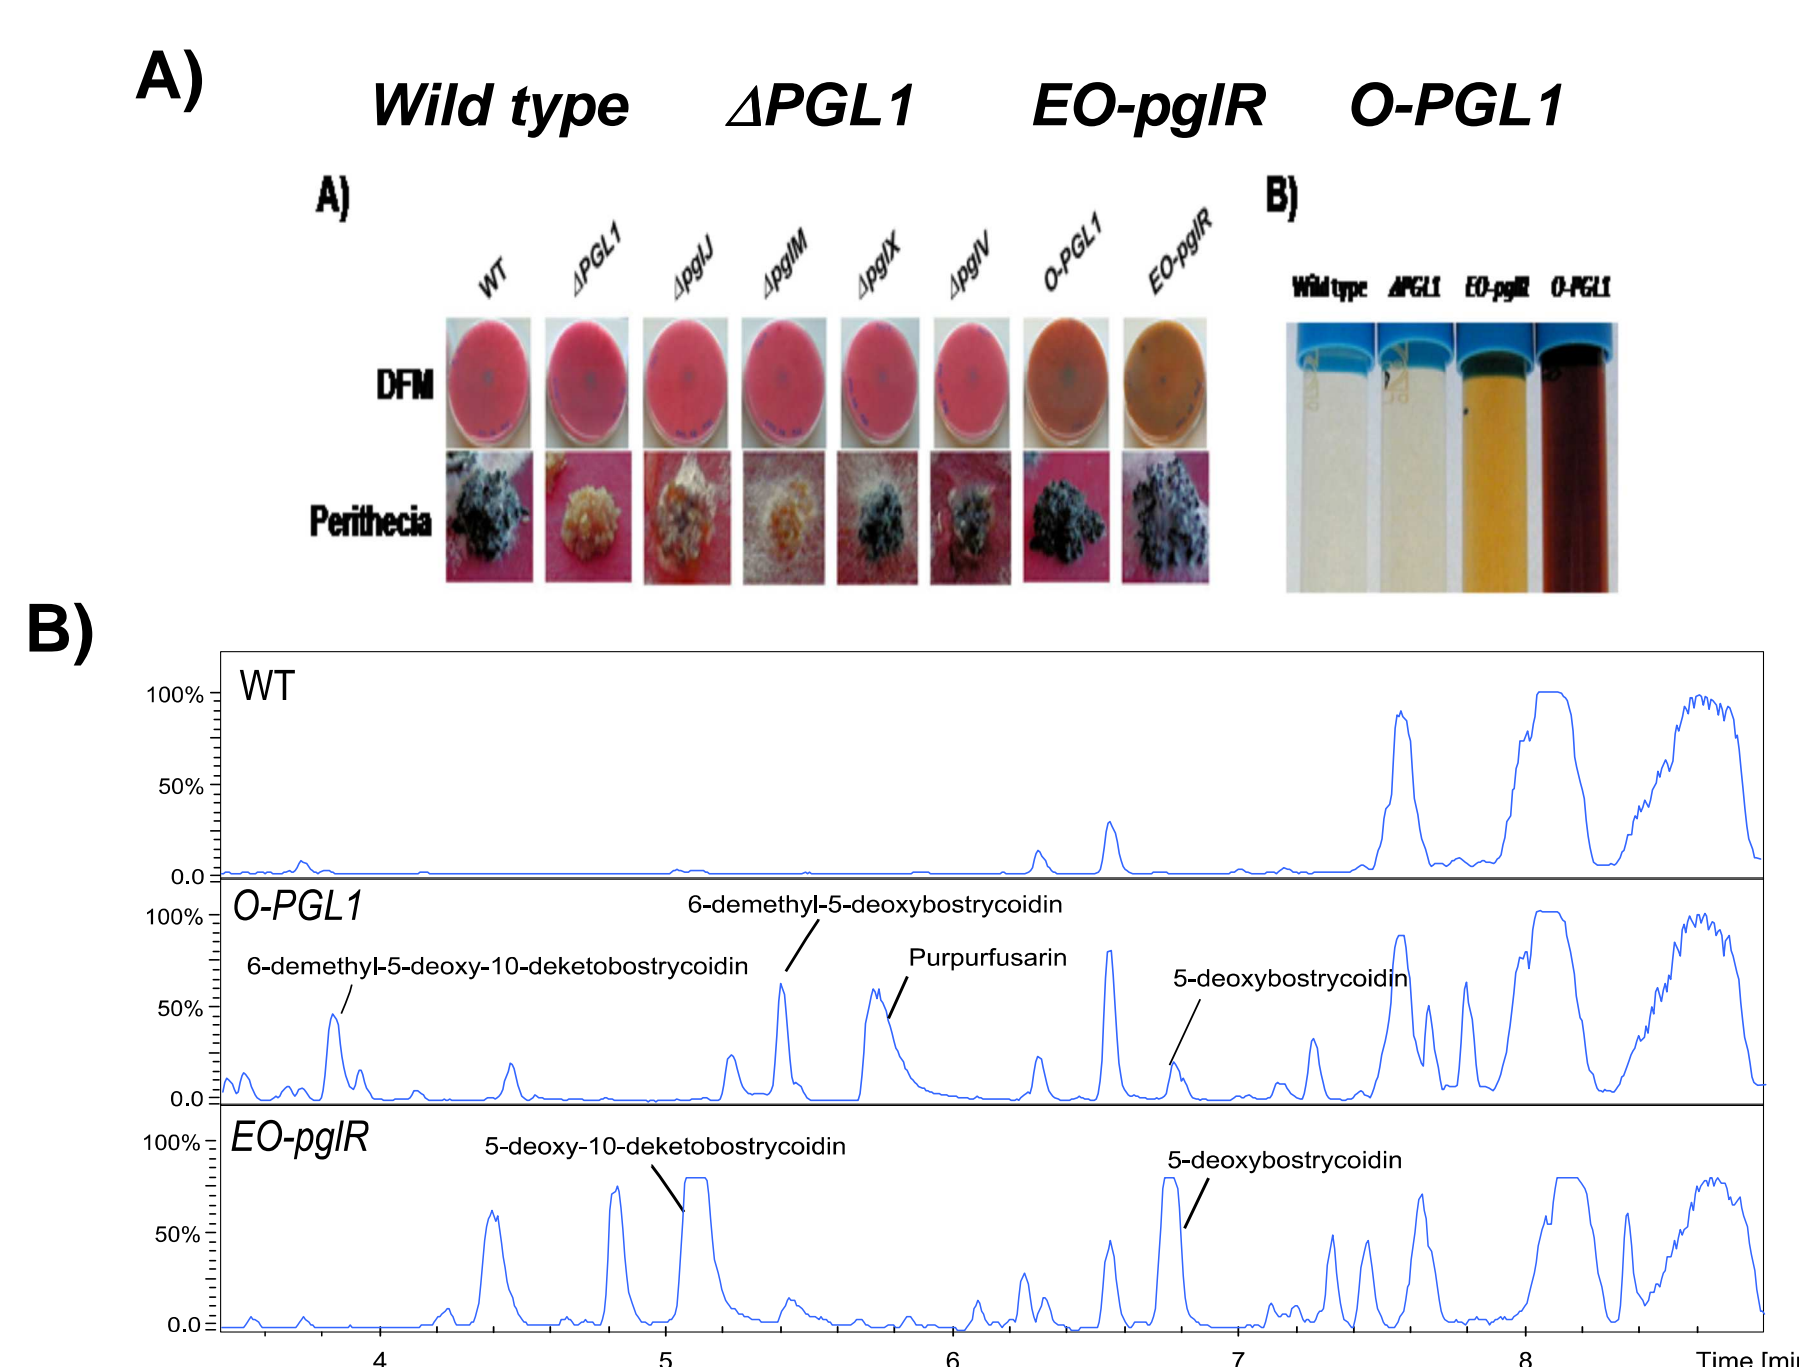 A)
Wild type ΔPGL1 EO-pglR O-PGL1
A)
WT ΔPGL1 ΔpglJ ΔpglM ΔpglX ΔpglV O-PGL1 EO-pglR
DFM
Perithecia
B)
Wild type ΔPGL1 EO-pglR O-PGL1
B)
WT
100%
50%
0.0
O-PGL1
6-demethyl-5-deoxybostrycoidin
100%
Purpurfusarin
6-demethyl-5-deoxy-10-deketobostrycoidin
5-deoxybostrycoidin
50%
0.0
EO-pglR
100%
5-deoxy-10-deketobostrycoidin
5-deoxybostrycoidin
50%
0.0
4 5 6 7 8 Time [min